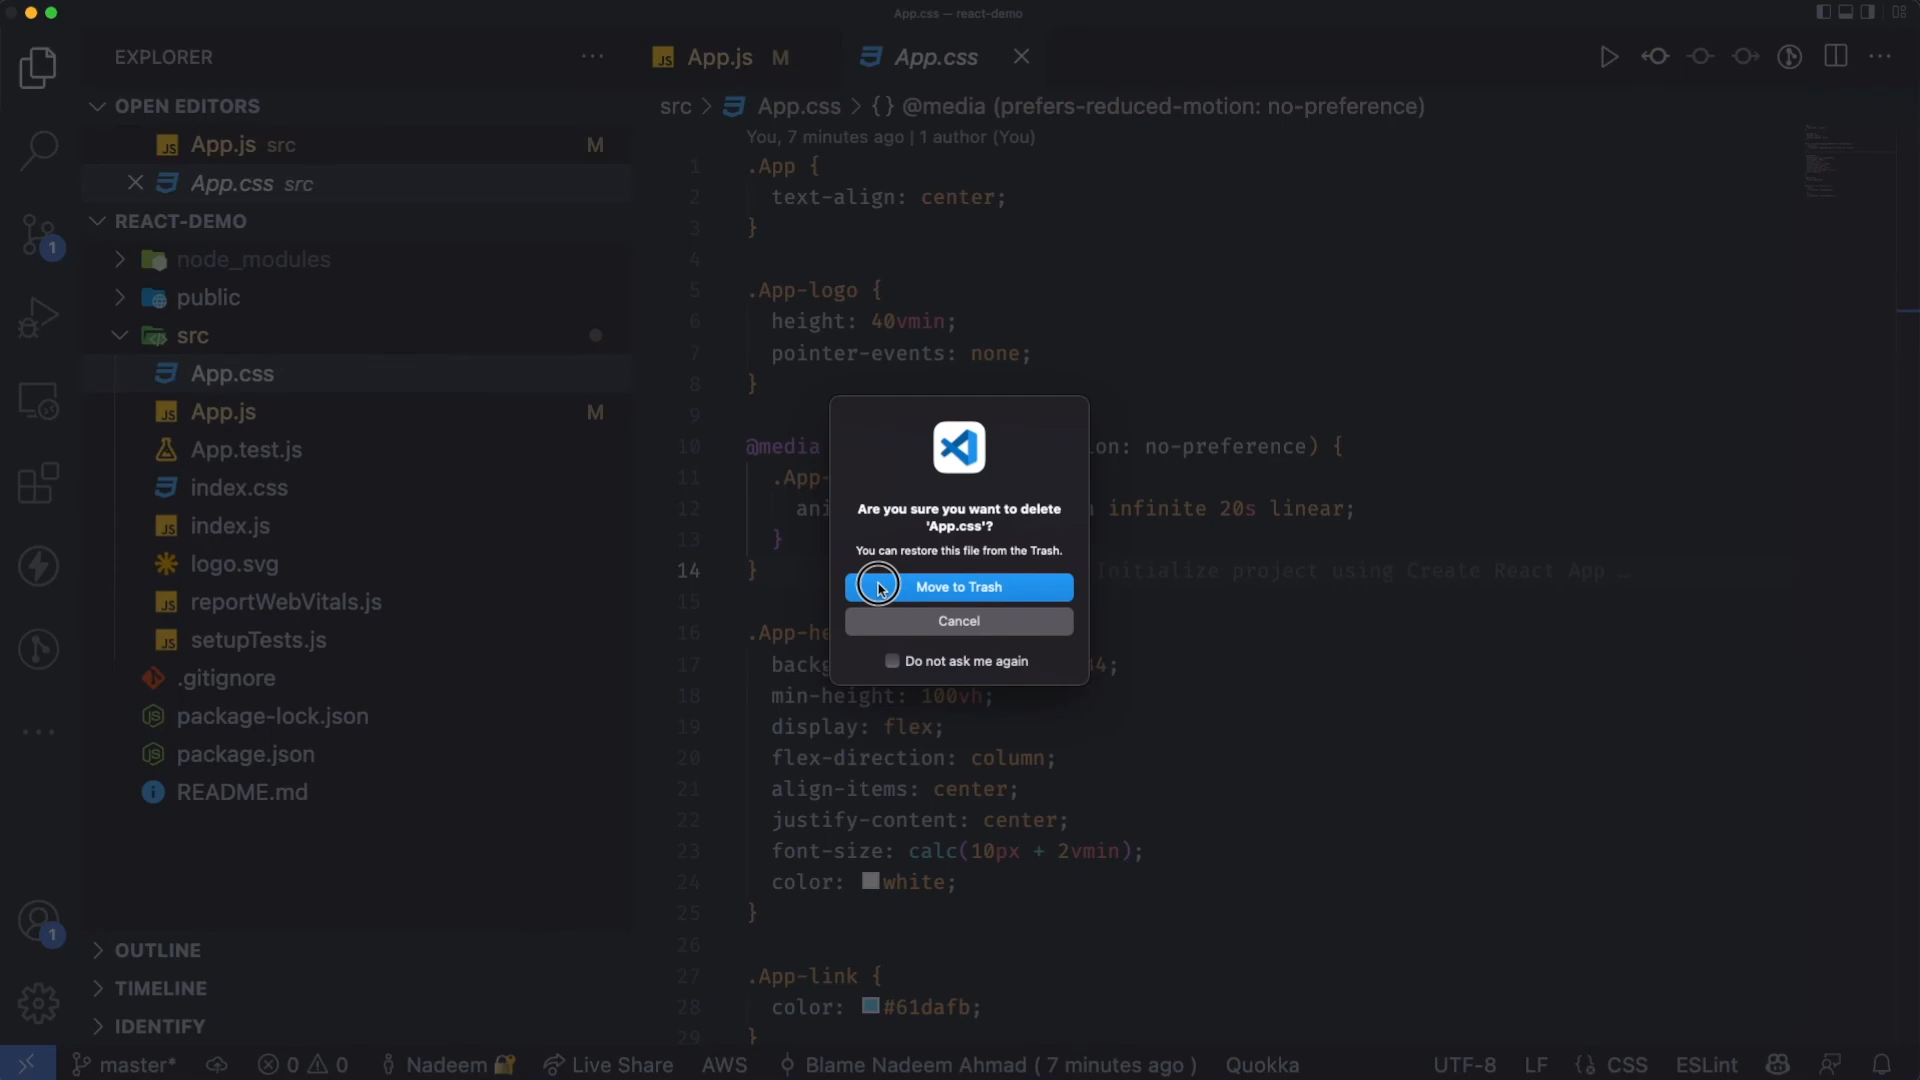 App.css — react-demo
EXPLORER
App.js M
App.css
OPEN EDITORS
App.js src M
App.css src
REACT-DEMO
node_modules
public
src
App.css
App.js M
App.test.js
index.css
index.js
logo.svg
reportWebVitals.js
setupTests.js
.gitignore
package-lock.json
package.json
README.md
OUTLINE
TIMELINE
IDENTIFY
1
1
src > App.css > {} @media (prefers-reduced-motion: no-preference)
You, 7 minutes ago | 1 author (You)
1 .App {
2 text-align: center;
3 }
4
5 .App-logo {
6 height: 40vmin;
7 pointer-events: none;
8 }
9
10 @media on: no-preference) {
11 .App-
12 ani infinite 20s linear;
13 }
14 } Initialize project using Create React App …
15
16 .App-he
17 backg 4;
18 min-height: 100vh;
19 display: flex;
20 flex-direction: column;
21 align-items: center;
22 justify-content: center;
23 font-size: calc(10px + 2vmin);
24 color: white;
25 }
26
27 .App-link {
28 color: #61dafb;
29 }
Are you sure you want to delete
'App.css'?
You can restore this file from the Trash.
Move to Trash
Cancel
Do not ask me again
master* 0 0 Nadeem Live Share AWS Blame Nadeem Ahmad ( 7 minutes ago ) Quokka UTF-8 LF {} CSS ESLint